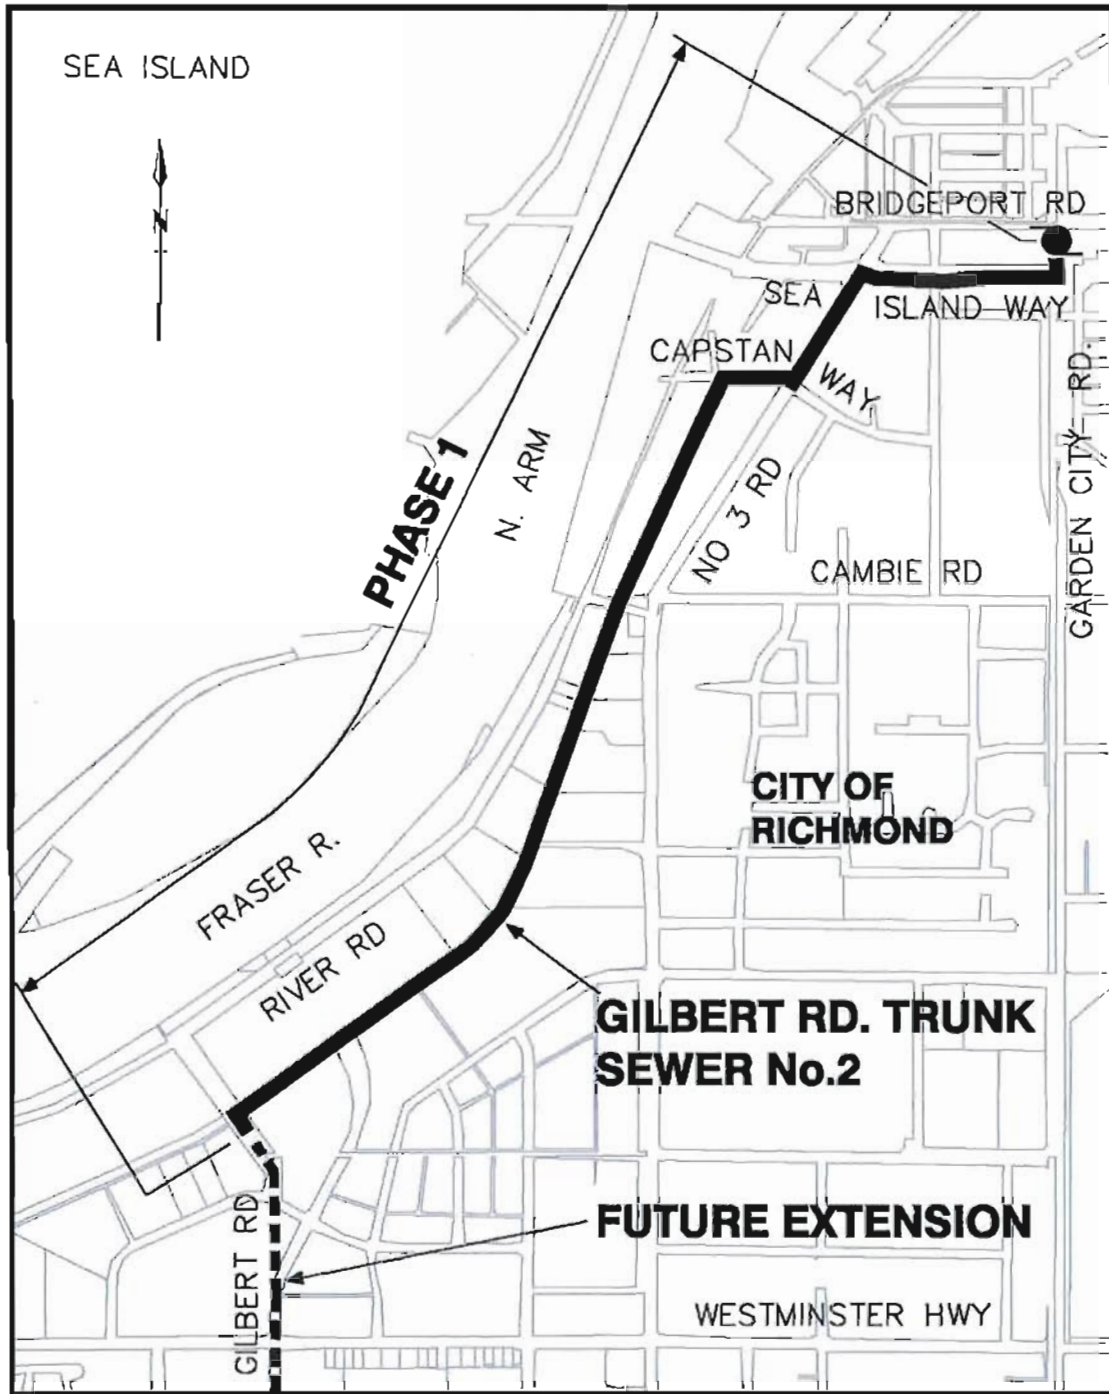 SEA ISLAND
N
BRIDGEPORT RD
SEA
ISLAND WAY
CAPSTAN
WAY
PHASE 1
N. ARM
NO 3 RD
GARDEN CITY RD.
CAMBIE RD
CITY OF
RICHMOND
FRASER R.
RIVER RD
GILBERT RD. TRUNK
SEWER No.2
GILBERT RD
FUTURE EXTENSION
WESTMINSTER HWY